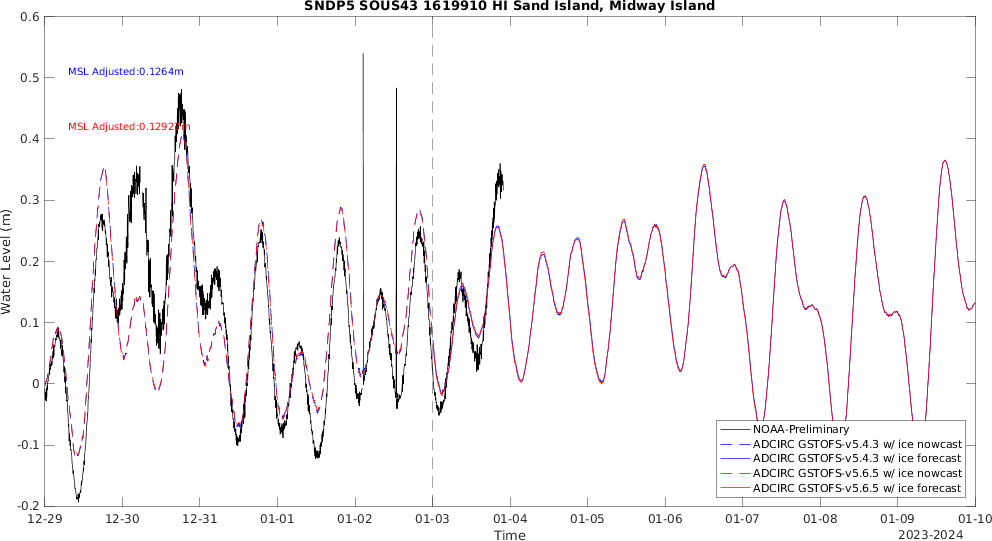 SNDP5 SOUS43 1619910 HI Sand Island, Midway Island
0.6
0.5
0.4
0.3
0.2
0.1
0
-0.1
-0.2
Water Level (m)
MSL Adjusted:0.1264m
MSL Adjusted:0.1292
NOAA-Preliminary
ADCIRC GSTOFS-v5.4.3 w/ ice nowcast
ADCIRC GSTOFS-v5.4.3 w/ ice forecast
ADCIRC GSTOFS-v5.6.5 w/ ice nowcast
ADCIRC GSTOFS-v5.6.5 w/ ice forecast
12-29 12-30 12-31 01-01 01-02 01-03 01-04 01-05 01-06 01-07 01-08 01-09 01-10
Time
2023-2024